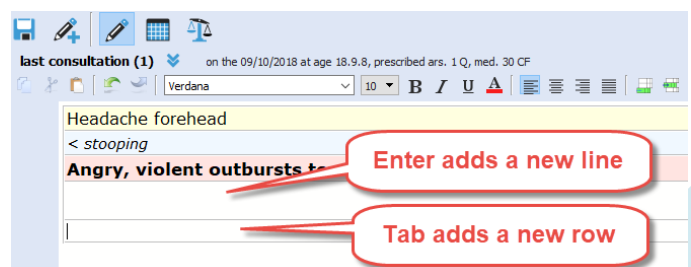 last consultation (1) on the 09/10/2018 at age 18.9.8, prescribed ars. 1 Q, med. 30 CF
Verdana 10 B I U A
Headache forehead
< stooping
Angry, violent outbursts to
Enter adds a new line
Tab adds a new row